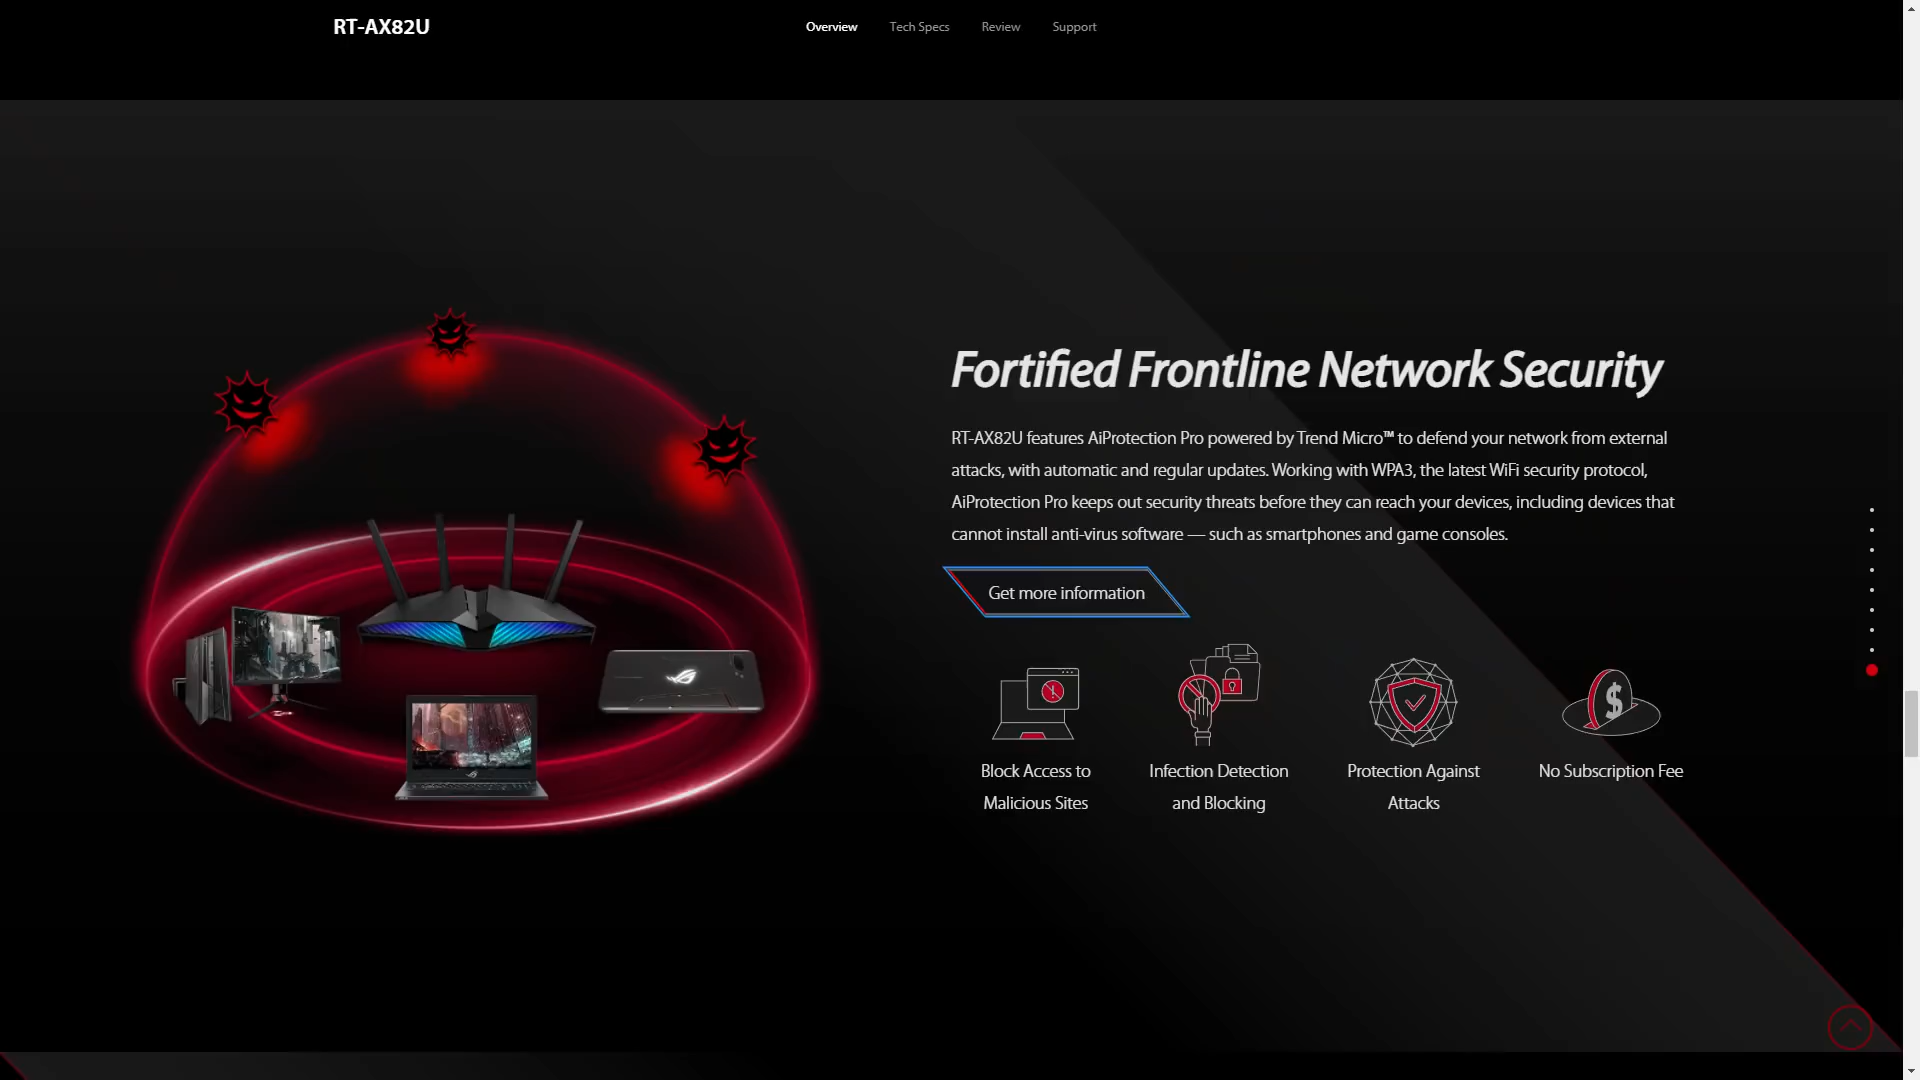 RT-AX82U
Overview
Tech Specs
Review
Support
Fortified Frontline Network Security
RT-AX82U features AiProtection Pro powered by Trend Micro™ to defend your network from external
attacks, with automatic and regular updates. Working with WPA3, the latest WiFi security protocol,
AiProtection Pro keeps out security threats before they can reach your devices, including devices that
cannot install anti-virus software — such as smartphones and game consoles.
Get more information
Block Access to
Malicious Sites
Infection Detection
and Blocking
Protection Against
Attacks
No Subscription Fee